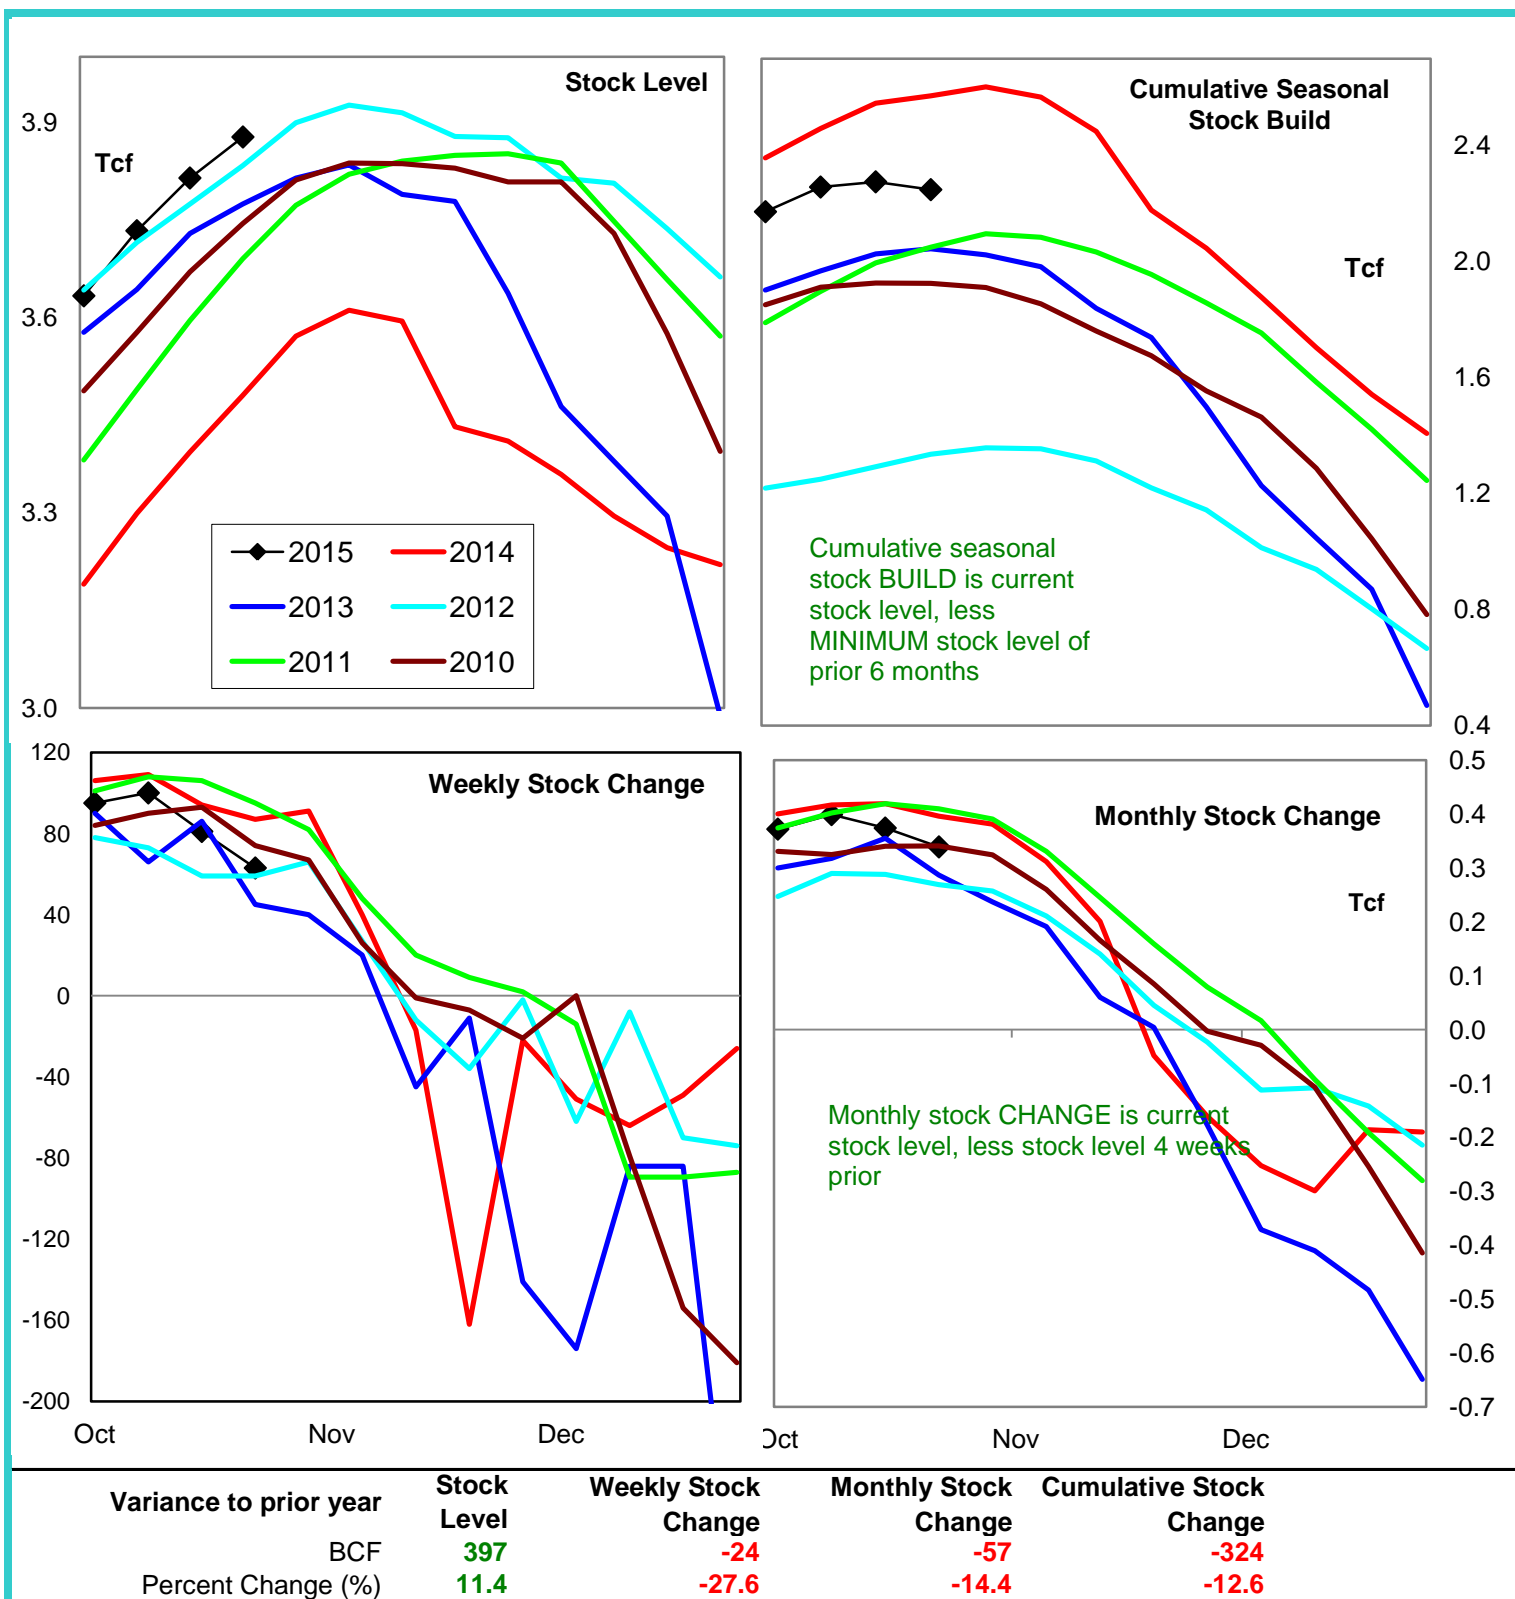 Stock Level
Tcf
3.9
3.6
3.3
3.0
2015
2014
2013
2012
2011
2010
Cumulative Seasonal
Stock Build
Tcf
2.4
2.0
1.6
1.2
0.8
0.4
Cumulative seasonal
stock BUILD is current
stock level, less
MINIMUM stock level of
prior 6 months
Weekly Stock Change
120
80
40
0
-40
-80
-120
-160
-200
Oct
Nov
Dec
Monthly Stock Change
Tcf
0.5
0.4
0.3
0.2
0.1
0.0
-0.1
-0.2
-0.3
-0.4
-0.5
-0.6
-0.7
Monthly stock CHANGE is current
stock level, less stock level 4 weeks
prior
Oct
Nov
Dec
Variance to prior year
Stock
Level
Weekly Stock
Change
Monthly Stock
Change
Cumulative Stock
Change
BCF 397 -24 -57 -324
Percent Change (%) 11.4 -27.6 -14.4 -12.6